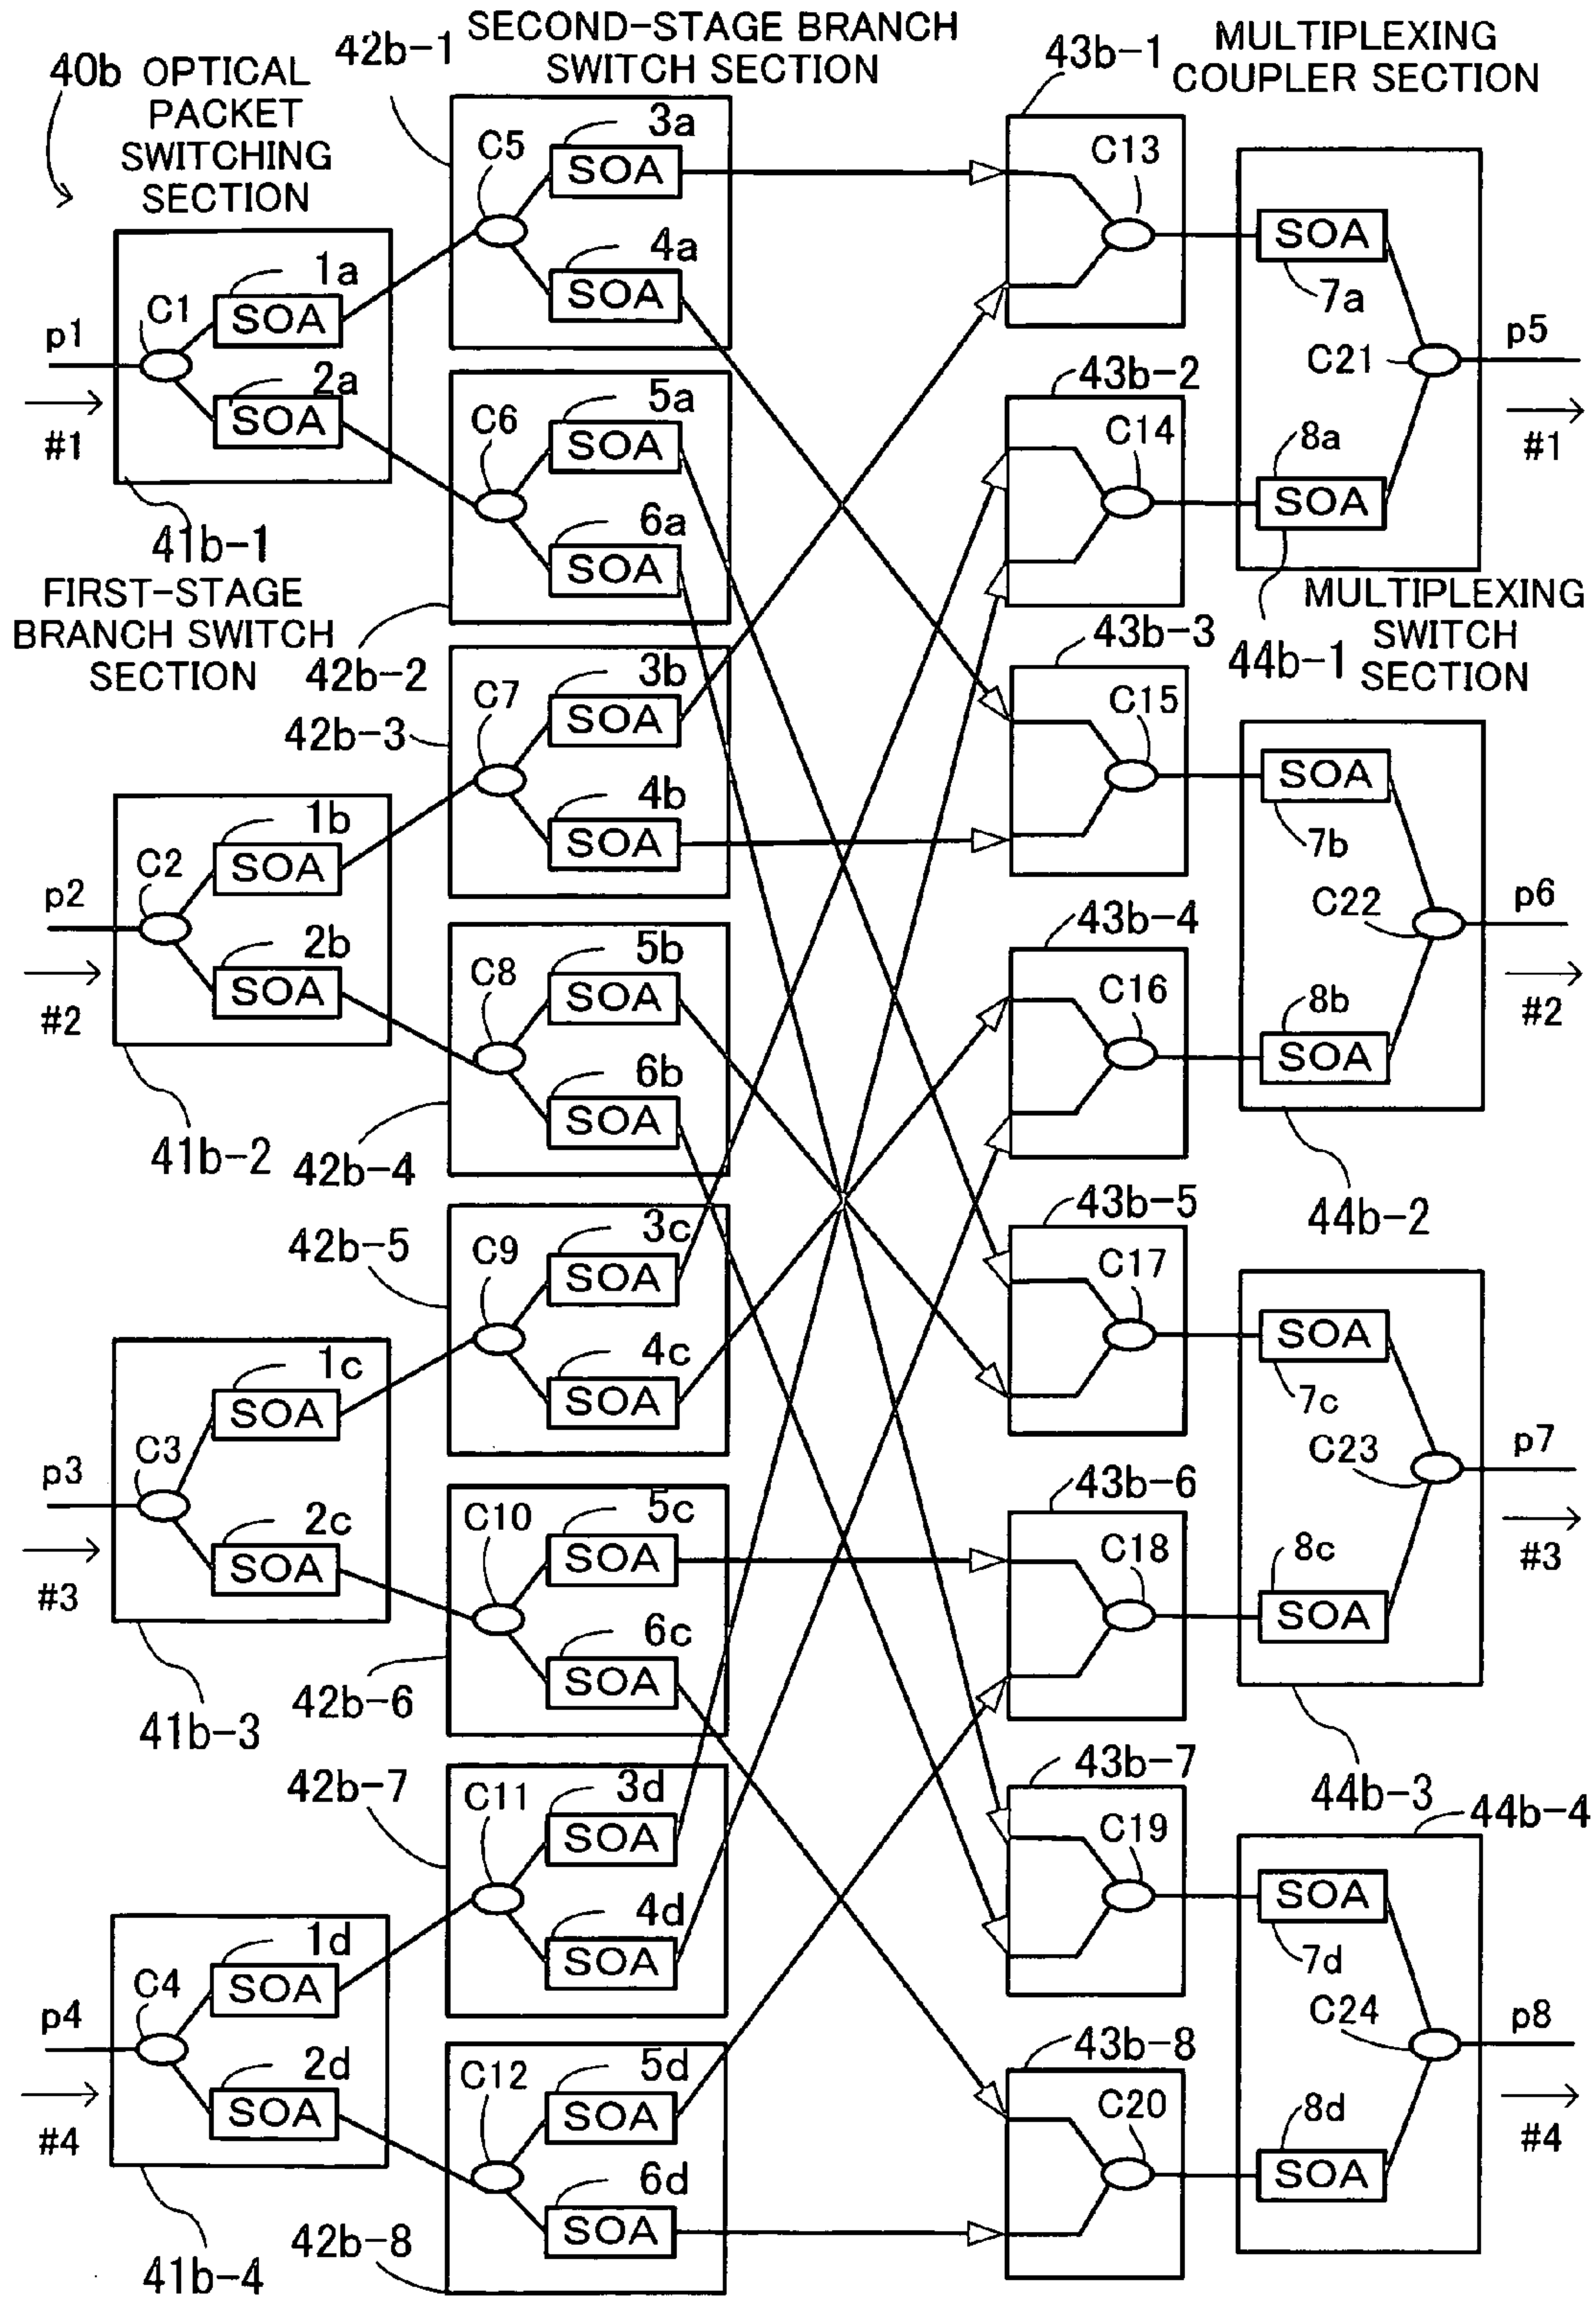 40b OPTICAL
PACKET
SWITCHING
SECTION
42b-1
SECOND-STAGE BRANCH
SWITCH SECTION
43b-1
MULTIPLEXING
COUPLER SECTION
C1
1a
SOA
2a
SOA
p1
#1
41b-1
FIRST-STAGE
BRANCH SWITCH
SECTION
C5
3a
SOA
4a
SOA
C6
5a
SOA
6a
SOA
42b-2
42b-3
C7
3b
SOA
4b
SOA
C2
1b
SOA
2b
SOA
p2
#2
41b-2
C8
5b
SOA
6b
SOA
42b-4
42b-5
C9
3c
SOA
4c
SOA
C3
1c
SOA
2c
SOA
p3
#3
41b-3
C10
5c
SOA
6c
SOA
42b-6
42b-7
C11
3d
SOA
4d
SOA
C4
1d
SOA
2d
SOA
p4
#4
41b-4
C12
5d
SOA
6d
SOA
42b-8
C13
43b-2
C14
43b-3
C15
43b-4
C16
43b-5
C17
43b-6
C18
43b-7
C19
43b-8
C20
SOA
7a
C21
8a
SOA
p5
#1
44b-1
MULTIPLEXING
SWITCH
SECTION
SOA
7b
C22
8b
SOA
p6
#2
44b-2
SOA
7c
C23
8c
SOA
p7
#3
44b-3
44b-4
SOA
7d
C24
8d
SOA
p8
#4